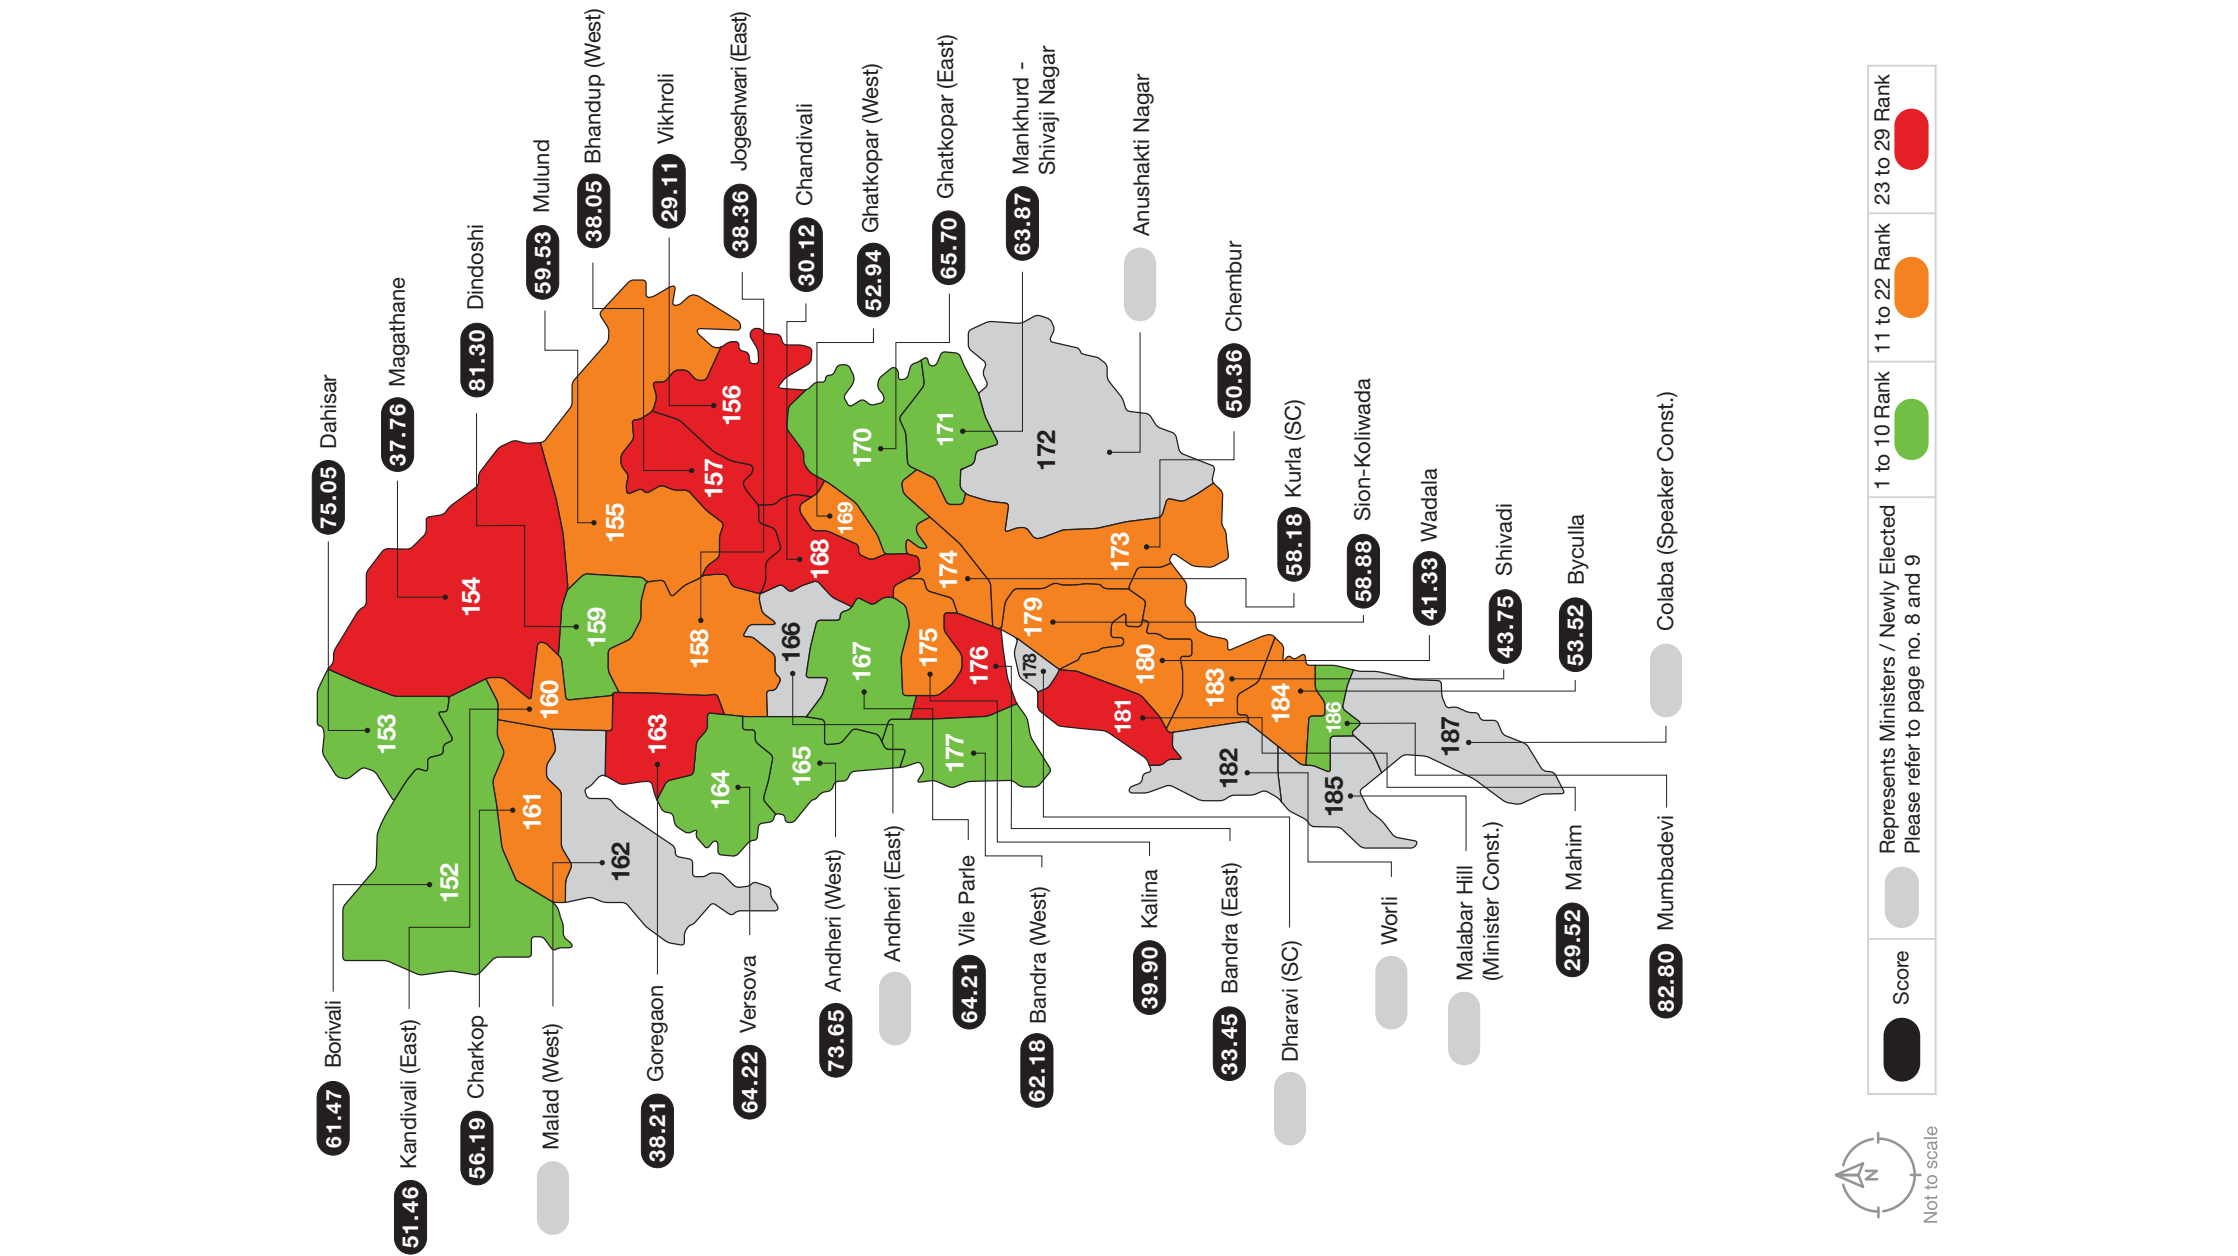 Dahisar
75.05
Magathane
37.76
Dindoshi
81.30
Mulund
59.53
Bhandup (West)
38.05
Vikhroli
29.11
Jogeshwari (East)
38.36
Chandivali
30.12
Ghatkopar (West)
52.94
Ghatkopar (East)
65.70
Mankhurd -
Shivaji Nagar
63.87
Anushakti Nagar
Chembur
50.36
Kurla (SC)
58.18
Sion-Koliwada
58.88
Wadala
41.33
Shivadi
43.75
Byculla
53.52
Colaba (Speaker Const.)
152
153
154
155
156
157
158
159
160
161
162
163
164
165
166
167
168
169
170
171
172
173
174
175
176
177
178
179
180
181
182
183
184
185
186
187
61.47 Borivali
51.46 Kandivali (East)
56.19 Charkop
Malad (West)
38.21 Goregaon
64.22 Versova
73.65 Andheri (West)
Andheri (East)
64.21 Vile Parle
62.18 Bandra (West)
39.90 Kalina
33.45 Bandra (East)
Dharavi (SC)
Worli
Malabar Hill
(Minister Const.)
29.52 Mahim
82.80 Mumbadevi
N
Not to scale
Score
Represents Ministers / Newly Elected
Please refer to page no. 8 and 9
1 to 10 Rank
11 to 22 Rank
23 to 29 Rank